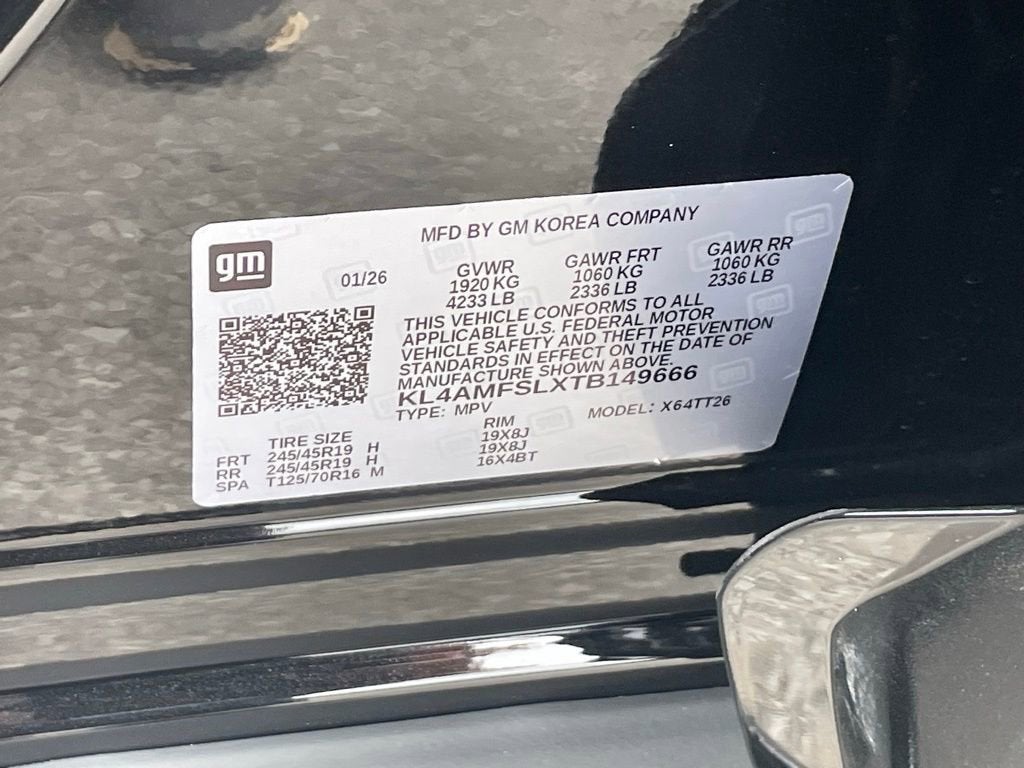 MFD BY GM KOREA COMPANY
gm
01/26
GVWR
1920 KG
4233 LB
GAWR FRT
1060 KG
2336 LB
GAWR RR
1060 KG
2336 LB
THIS VEHICLE CONFORMS TO ALL
APPLICABLE U.S. FEDERAL MOTOR
VEHICLE SAFETY AND THEFT PREVENTION
STANDARDS IN EFFECT ON THE DATE OF
MANUFACTURE SHOWN ABOVE.
KL4AMFSLXTB149666
TYPE: MPV MODEL: X64TT26
TIRE SIZE RIM
FRT 245/45R19 H 19X8J
RR 245/45R19 H 19X8J
SPA T125/70R16 M 16X4BT